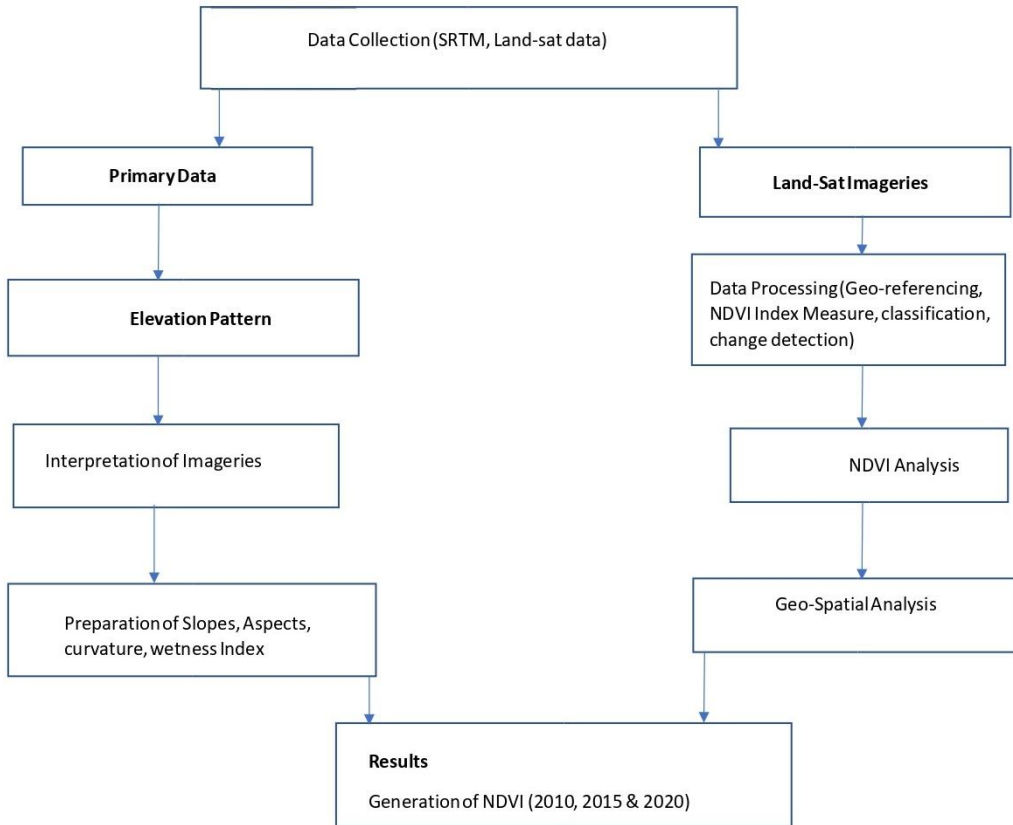 Data Collection (SRTM, Land-sat data)
Primary Data
Land-Sat Imageries
Elevation Pattern
Data Processing (Geo-referencing,
NDVI Index Measure, classification,
change detection)
Interpretation of Imageries
NDVI Analysis
Preparation of Slopes, Aspects,
curvature, wetness Index
Geo-Spatial Analysis
Results
Generation of NDVI (2010, 2015 & 2020)